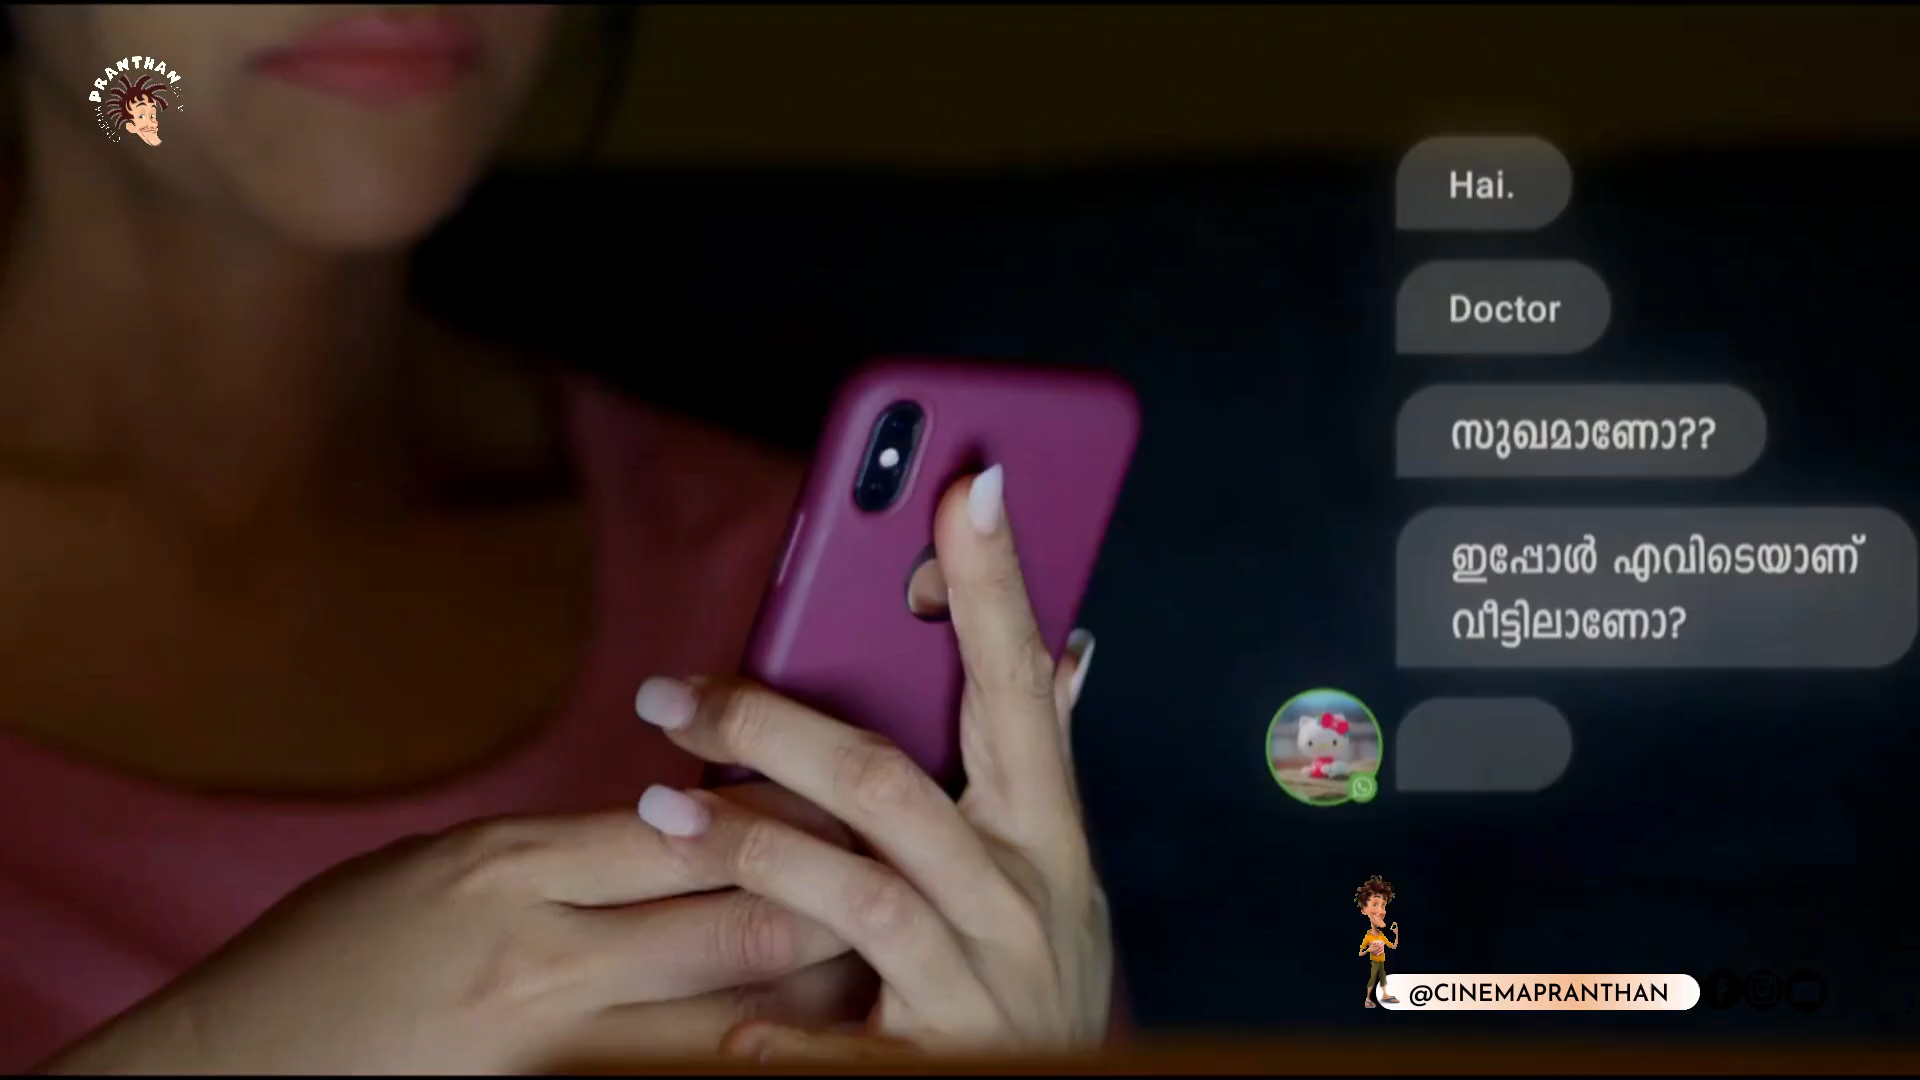 PRANTHAN
Hai.
Doctor
സുഖമാണോ??
ഇപ്പോൾ എവിടെയാണ്
വീട്ടിലാണോ?
@CINEMAPRANTHAN